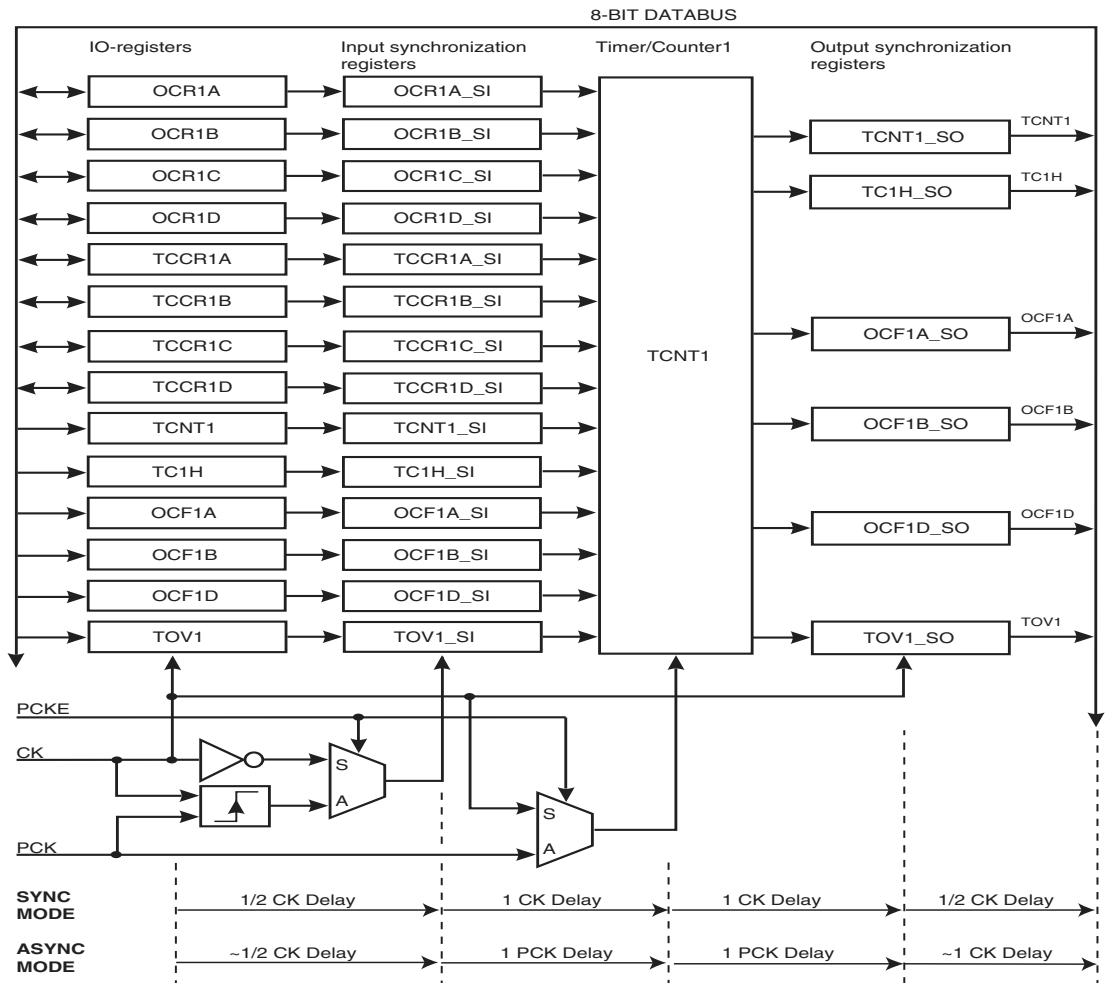 8-BIT DATABUS
IO-registers
Input synchronization
registers
Timer/Counter1
Output synchronization
registers
OCR1A
OCR1A_SI
OCR1B
OCR1B_SI
OCR1C
OCR1C_SI
OCR1D
OCR1D_SI
TCCR1A
TCCR1A_SI
TCCR1B
TCCR1B_SI
TCCR1C
TCCR1C_SI
TCCR1D
TCCR1D_SI
TCNT1
TCNT1_SI
TC1H
TC1H_SI
OCF1A
OCF1A_SI
OCF1B
OCF1B_SI
OCF1D
OCF1D_SI
TOV1
TOV1_SI
TCNT1
TCNT1_SO
TCNT1
TC1H_SO
TC1H
OCF1A_SO
OCF1A
OCF1B_SO
OCF1B
OCF1D_SO
OCF1D
TOV1_SO
TOV1
PCKE
CK
S
A
S
A
PCK
SYNC
MODE
1/2 CK Delay
1 CK Delay
1 CK Delay
1/2 CK Delay
ASYNC
MODE
~1/2 CK Delay
1 PCK Delay
1 PCK Delay
~1 CK Delay